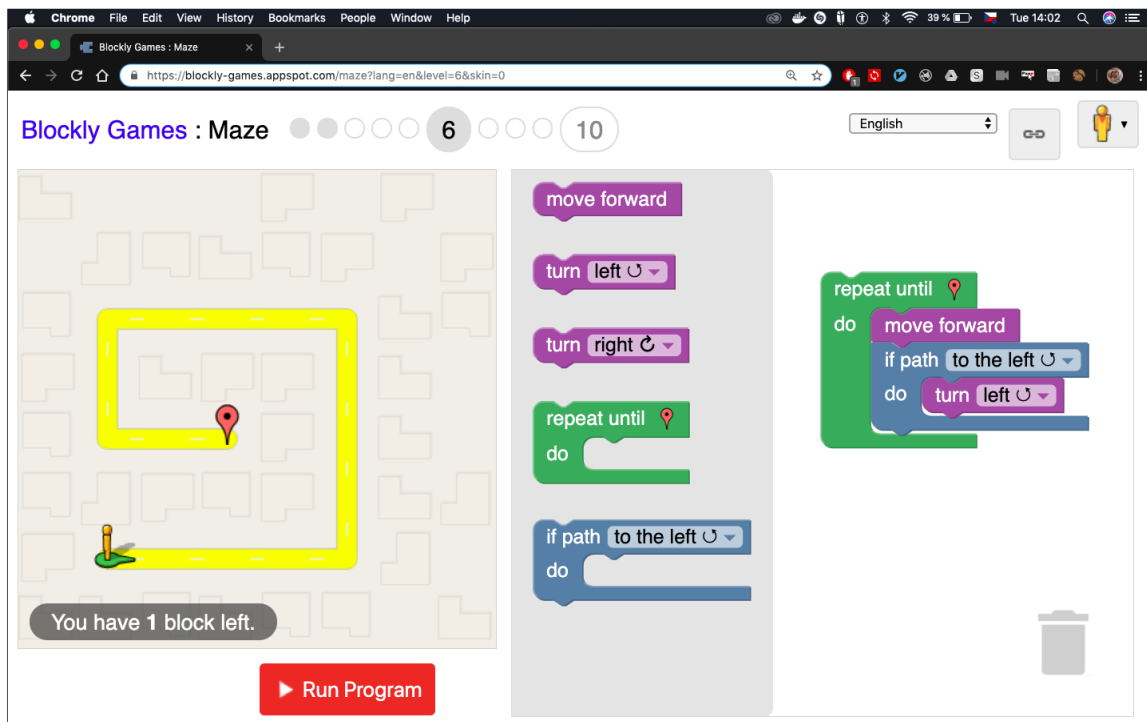 Chrome File Edit View History Bookmarks People Window Help 39 % Tue 14:02
Blockly Games : Maze × +
https://blockly-games.appspot.com/maze?lang=en&level=6&skin=0
Blockly Games : Maze 6 10 English
move forward
turn left
turn right
repeat until
do
if path to the left
do
repeat until
do move forward
if path to the left
do turn left
You have 1 block left.
Run Program